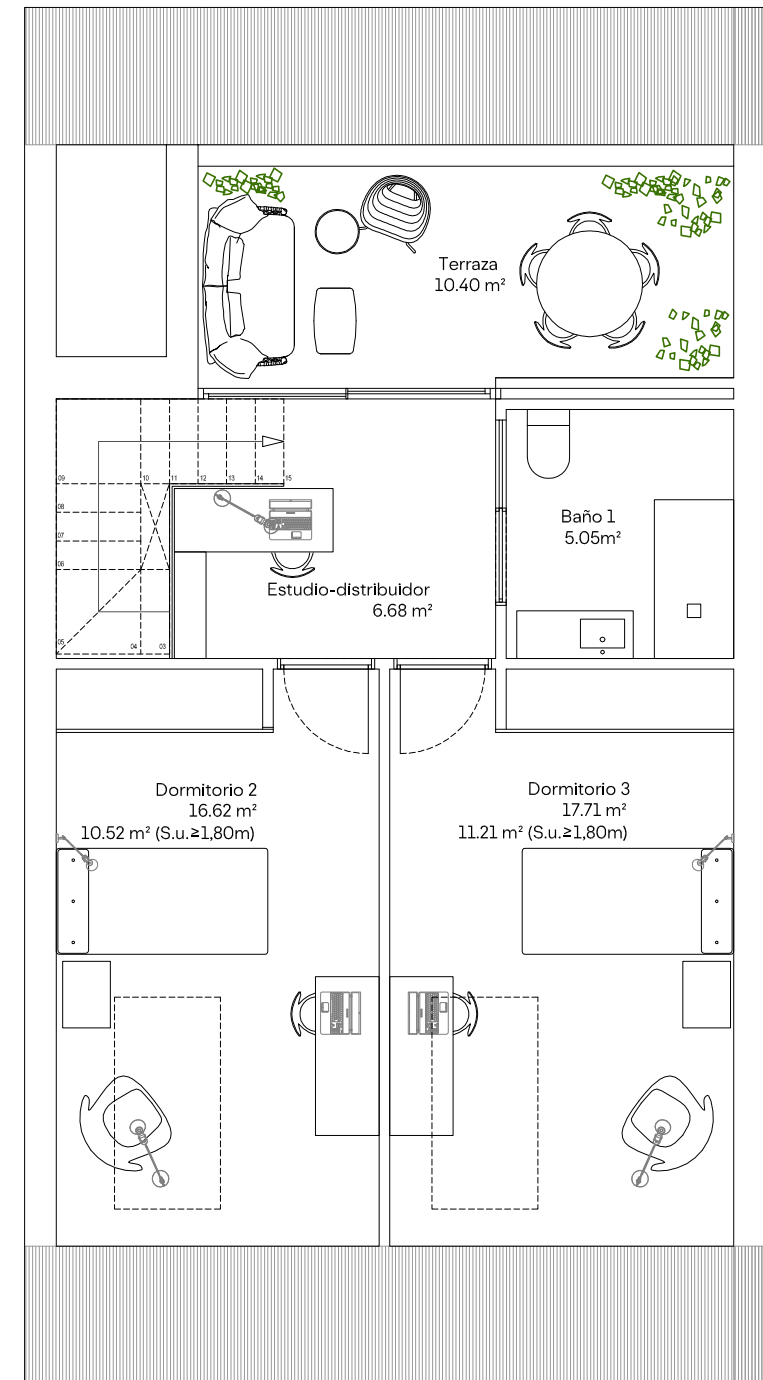 Terraza
10.40 m²
09
10
11
12
13
14
15
08
07
06
05
04
03
Baño 1
5.05m²
Estudio-distribuidor
6.68 m²
Dormitorio 2
16.62 m²
10.52 m² (S.u.≥1,80m)
Dormitorio 3
17.71 m²
11.21 m² (S.u.≥1,80m)